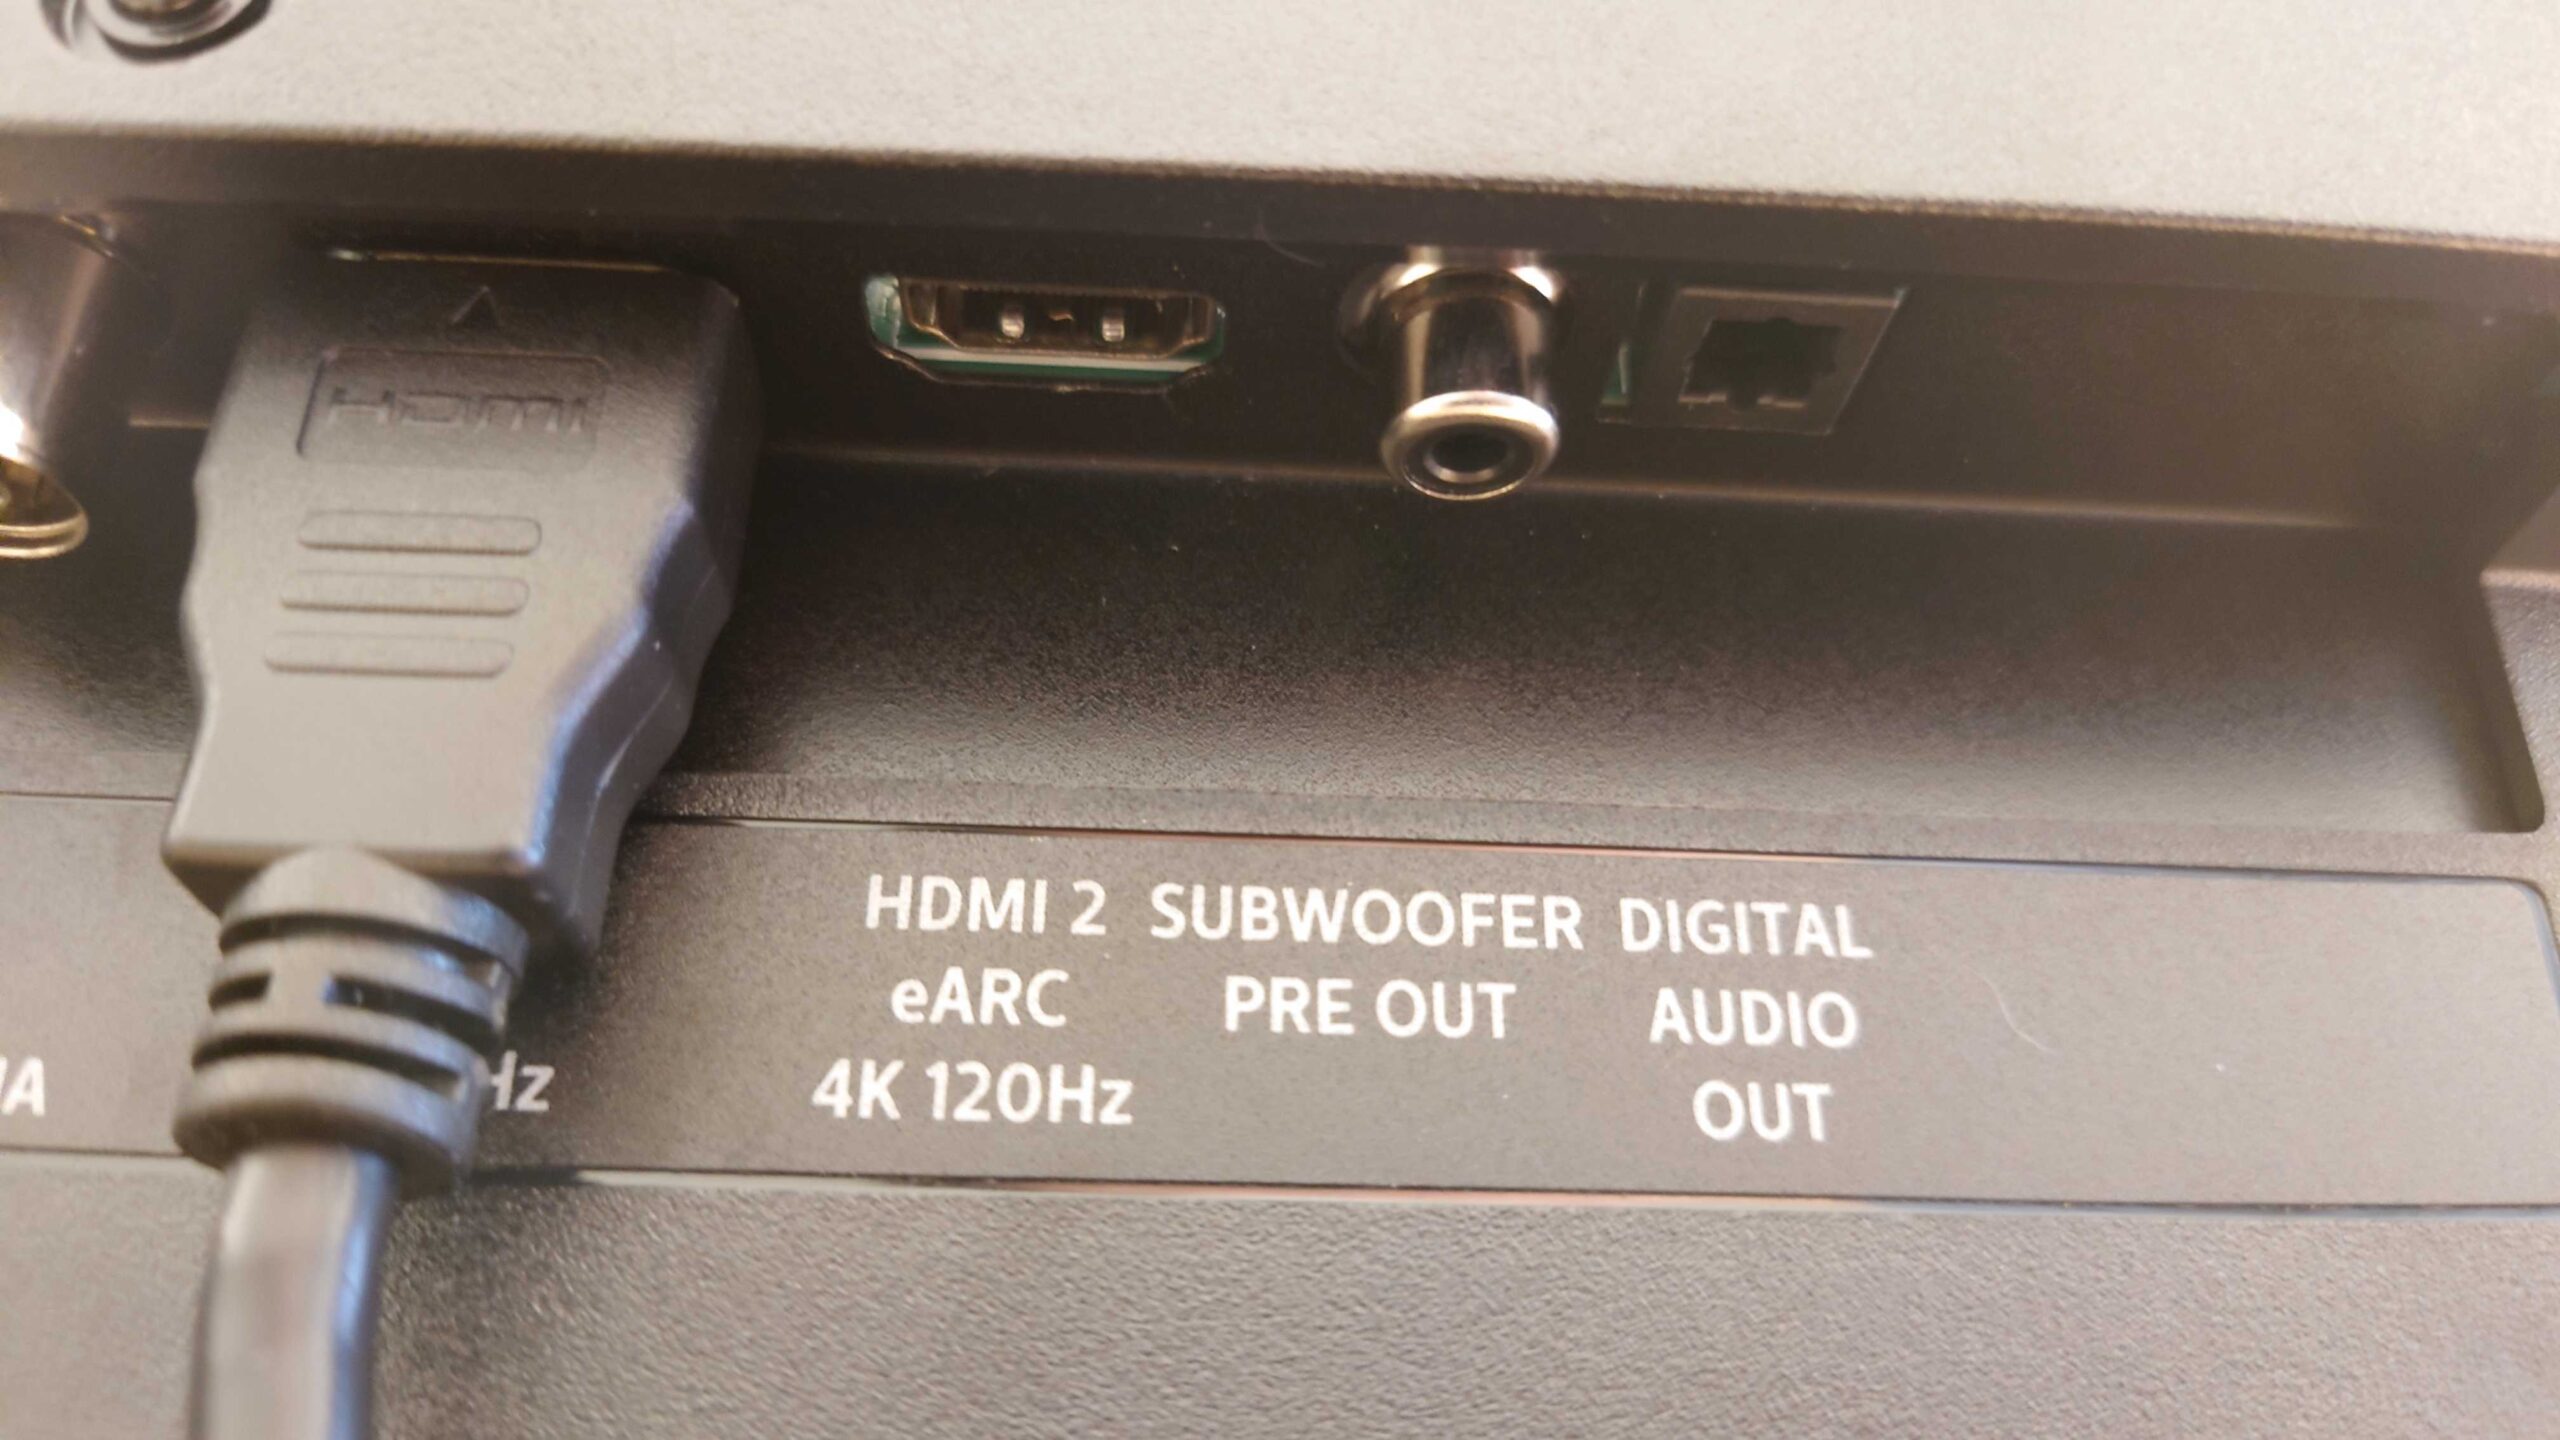 HDMI
HDMI 2 SUBWOOFER DIGITAL
eARC PRE OUT AUDIO
4K 120Hz OUT